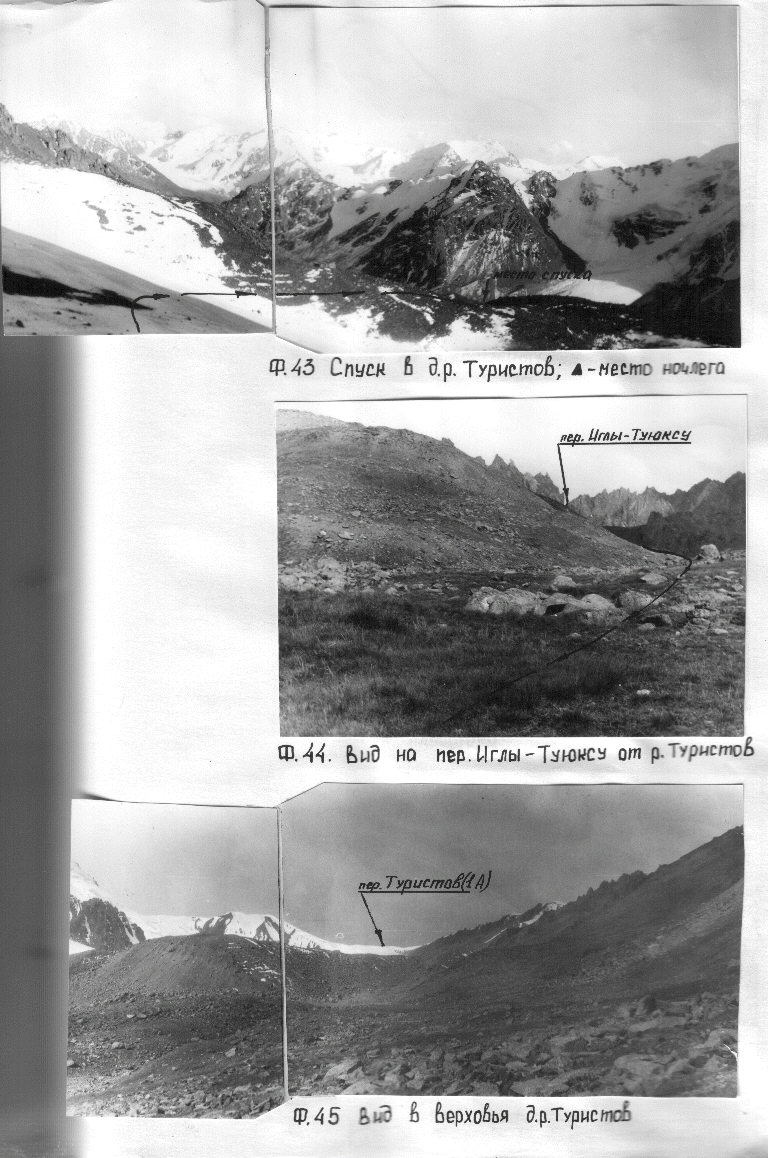 место спуска
Ф.43 Спуск в д.р. Туристов; ▲-место ночлега
пер. Иглы-Туюксу
Ф.44. Вид на пер. Иглы-Туюксу от р. Туристов
пер. Туристов(1А)
Ф.45 Вид в верховья д.р.Туристов